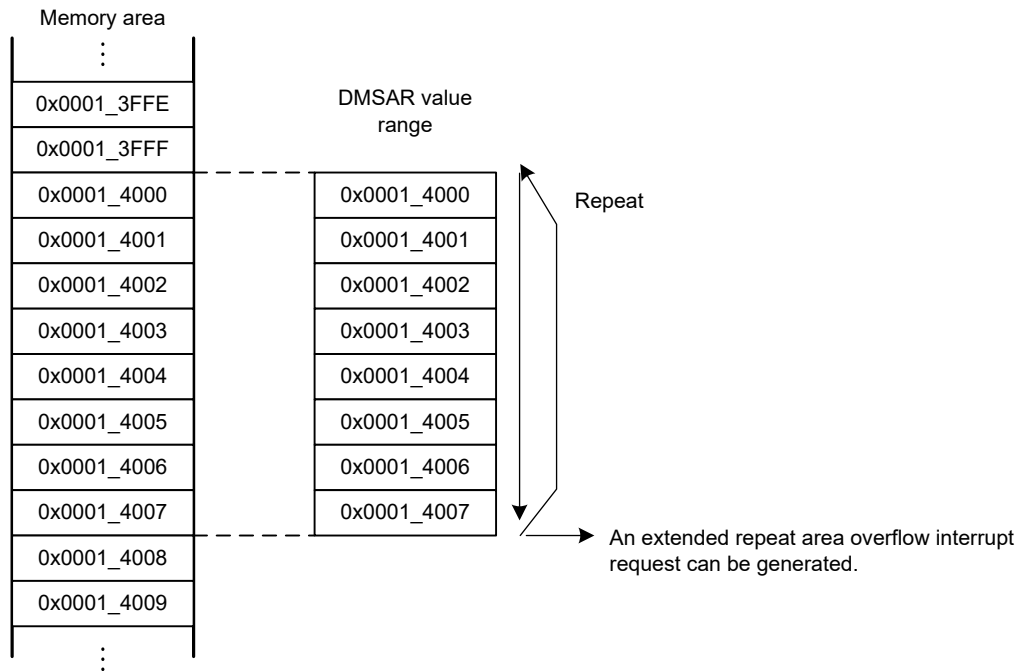 Memory area
0x0001_3FFE
0x0001_3FFF
0x0001_4000
0x0001_4001
0x0001_4002
0x0001_4003
0x0001_4004
0x0001_4005
0x0001_4006
0x0001_4007
0x0001_4008
0x0001_4009
DMSAR value
range
0x0001_4000
0x0001_4001
0x0001_4002
0x0001_4003
0x0001_4004
0x0001_4005
0x0001_4006
0x0001_4007
Repeat
An extended repeat area overflow interrupt
request can be generated.